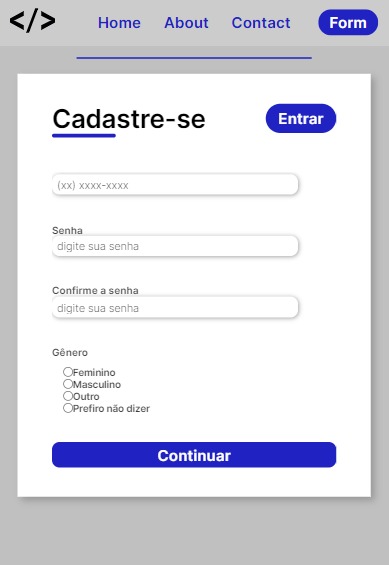 </>
Home About Contact Form
Cadastre-se Entrar
(xx) xxxx-xxxx
Senha
digite sua senha
Confirme a senha
digite sua senha
Gênero
Feminino
Masculino
Outro
Prefiro não dizer
Continuar